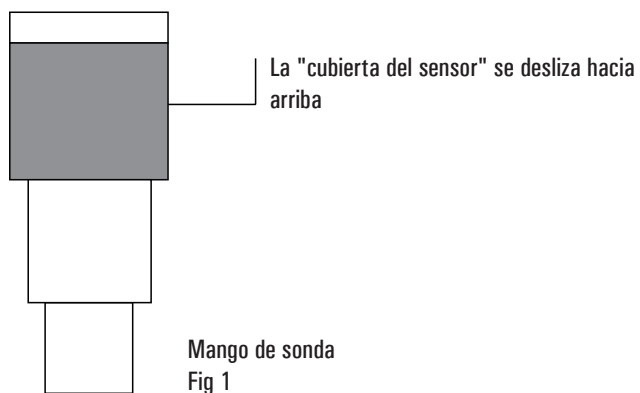 La "cubierta del sensor" se desliza hacia
arriba
Mango de sonda
Fig 1